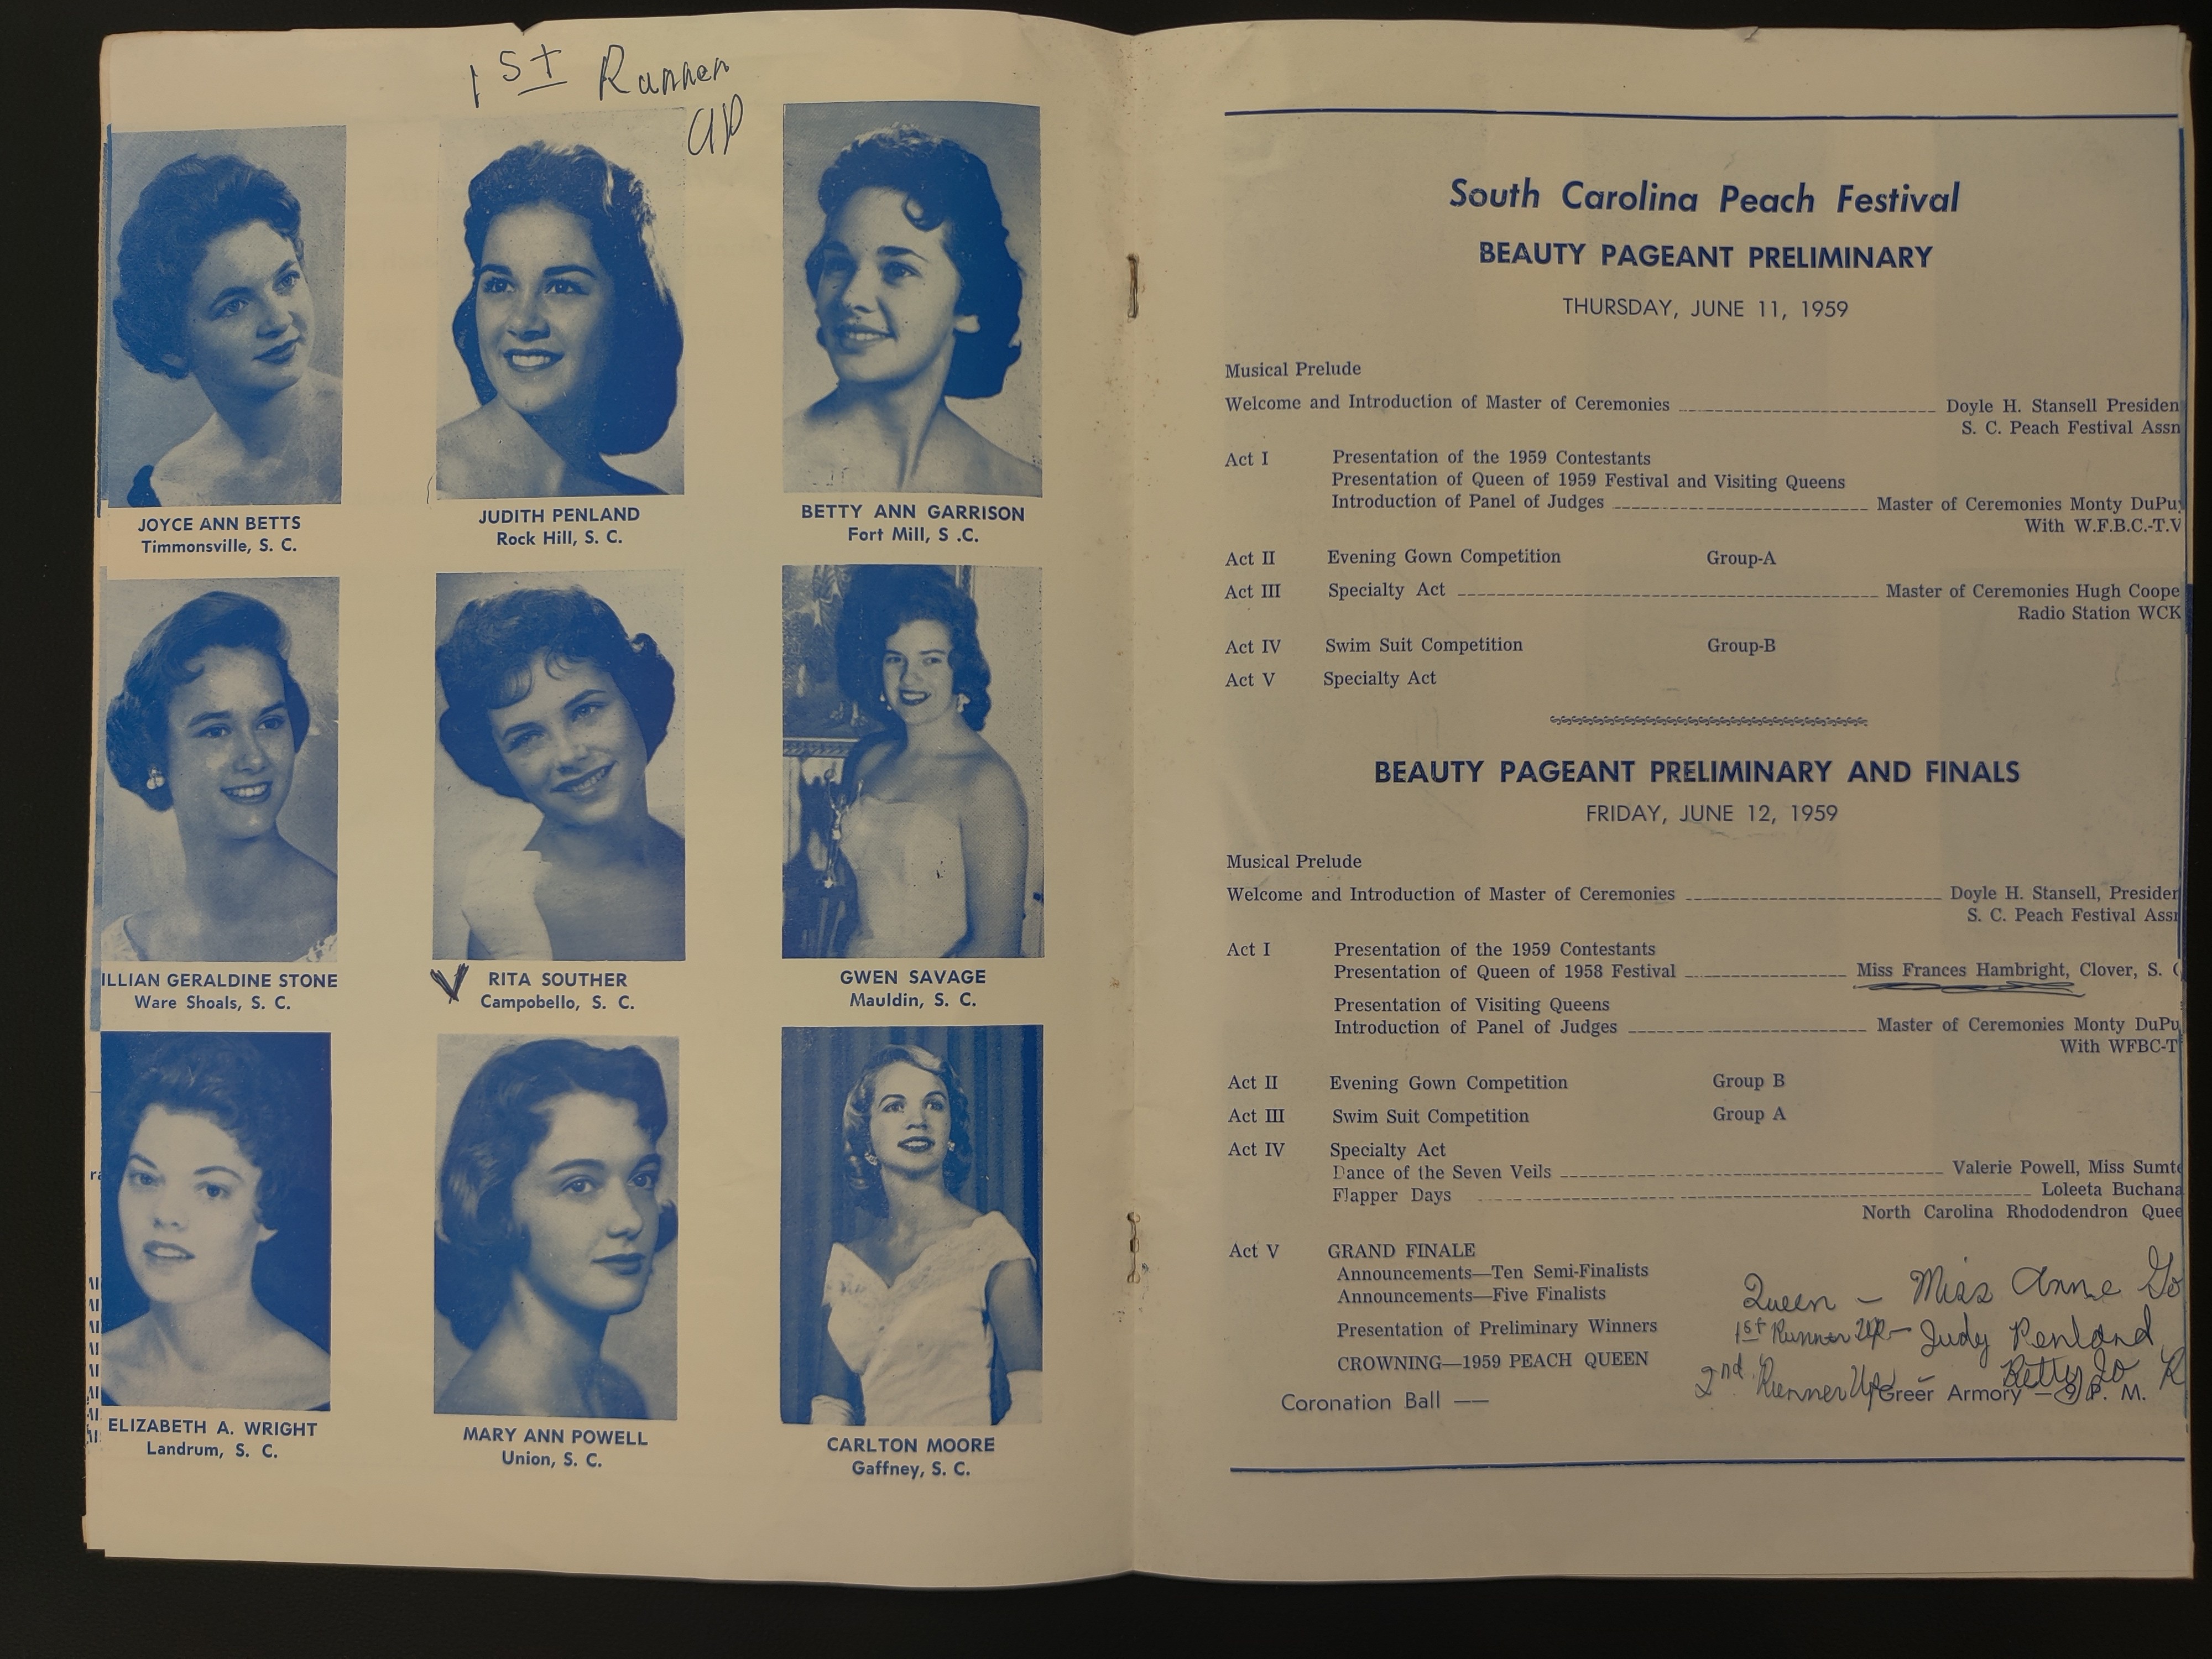 1st Runner
up
JOYCE ANN BETTS
Timmonsville, S. C.
JUDITH PENLAND
Rock Hill, S. C.
BETTY ANN GARRISON
Fort Mill, S .C.
ILLIAN GERALDINE STONE
Ware Shoals, S. C.
V RITA SOUTHER
Campobello, S. C.
GWEN SAVAGE
Mauldin, S. C.
ELIZABETH A. WRIGHT
Landrum, S. C.
MARY ANN POWELL
Union, S. C.
CARLTON MOORE
Gaffney, S. C.
South Carolina Peach Festival
BEAUTY PAGEANT PRELIMINARY
THURSDAY, JUNE 11, 1959
Musical Prelude
Welcome and Introduction of Master of Ceremonies Doyle H. Stansell Presiden
S. C. Peach Festival Assn
Act I Presentation of the 1959 Contestants
Presentation of Queen of 1959 Festival and Visiting Queens
Introduction of Panel of Judges Master of Ceremonies Monty DuPuy
With W.F.B.C.-T.V
Act II Evening Gown Competition Group-A
Act III Specialty Act Master of Ceremonies Hugh Coope
Radio Station WCK
Act IV Swim Suit Competition Group-B
Act V Specialty Act
BEAUTY PAGEANT PRELIMINARY AND FINALS
FRIDAY, JUNE 12, 1959
Musical Prelude
Welcome and Introduction of Master of Ceremonies Doyle H. Stansell, Presiden
S. C. Peach Festival Assn
Act I Presentation of the 1959 Contestants
Presentation of Queen of 1958 Festival Miss Frances Hambright, Clover, S. C
Presentation of Visiting Queens
Introduction of Panel of Judges Master of Ceremonies Monty DuPu
With WFBC-T
Act II Evening Gown Competition Group B
Act III Swim Suit Competition Group A
Act IV Specialty Act
Dance of the Seven Veils Valerie Powell, Miss Sumte
Flapper Days Loleeta Buchana
North Carolina Rhododendron Quee
Act V GRAND FINALE
Announcements—Ten Semi-Finalists
Announcements—Five Finalists
Presentation of Preliminary Winners
CROWNING—1959 PEACH QUEEN
Queen — Miss Anne Go
1st Runner Up — Judy Penland
2nd Runner Up — Betty Jo R
Coronation Ball —— Greer Armory — 9 P. M.